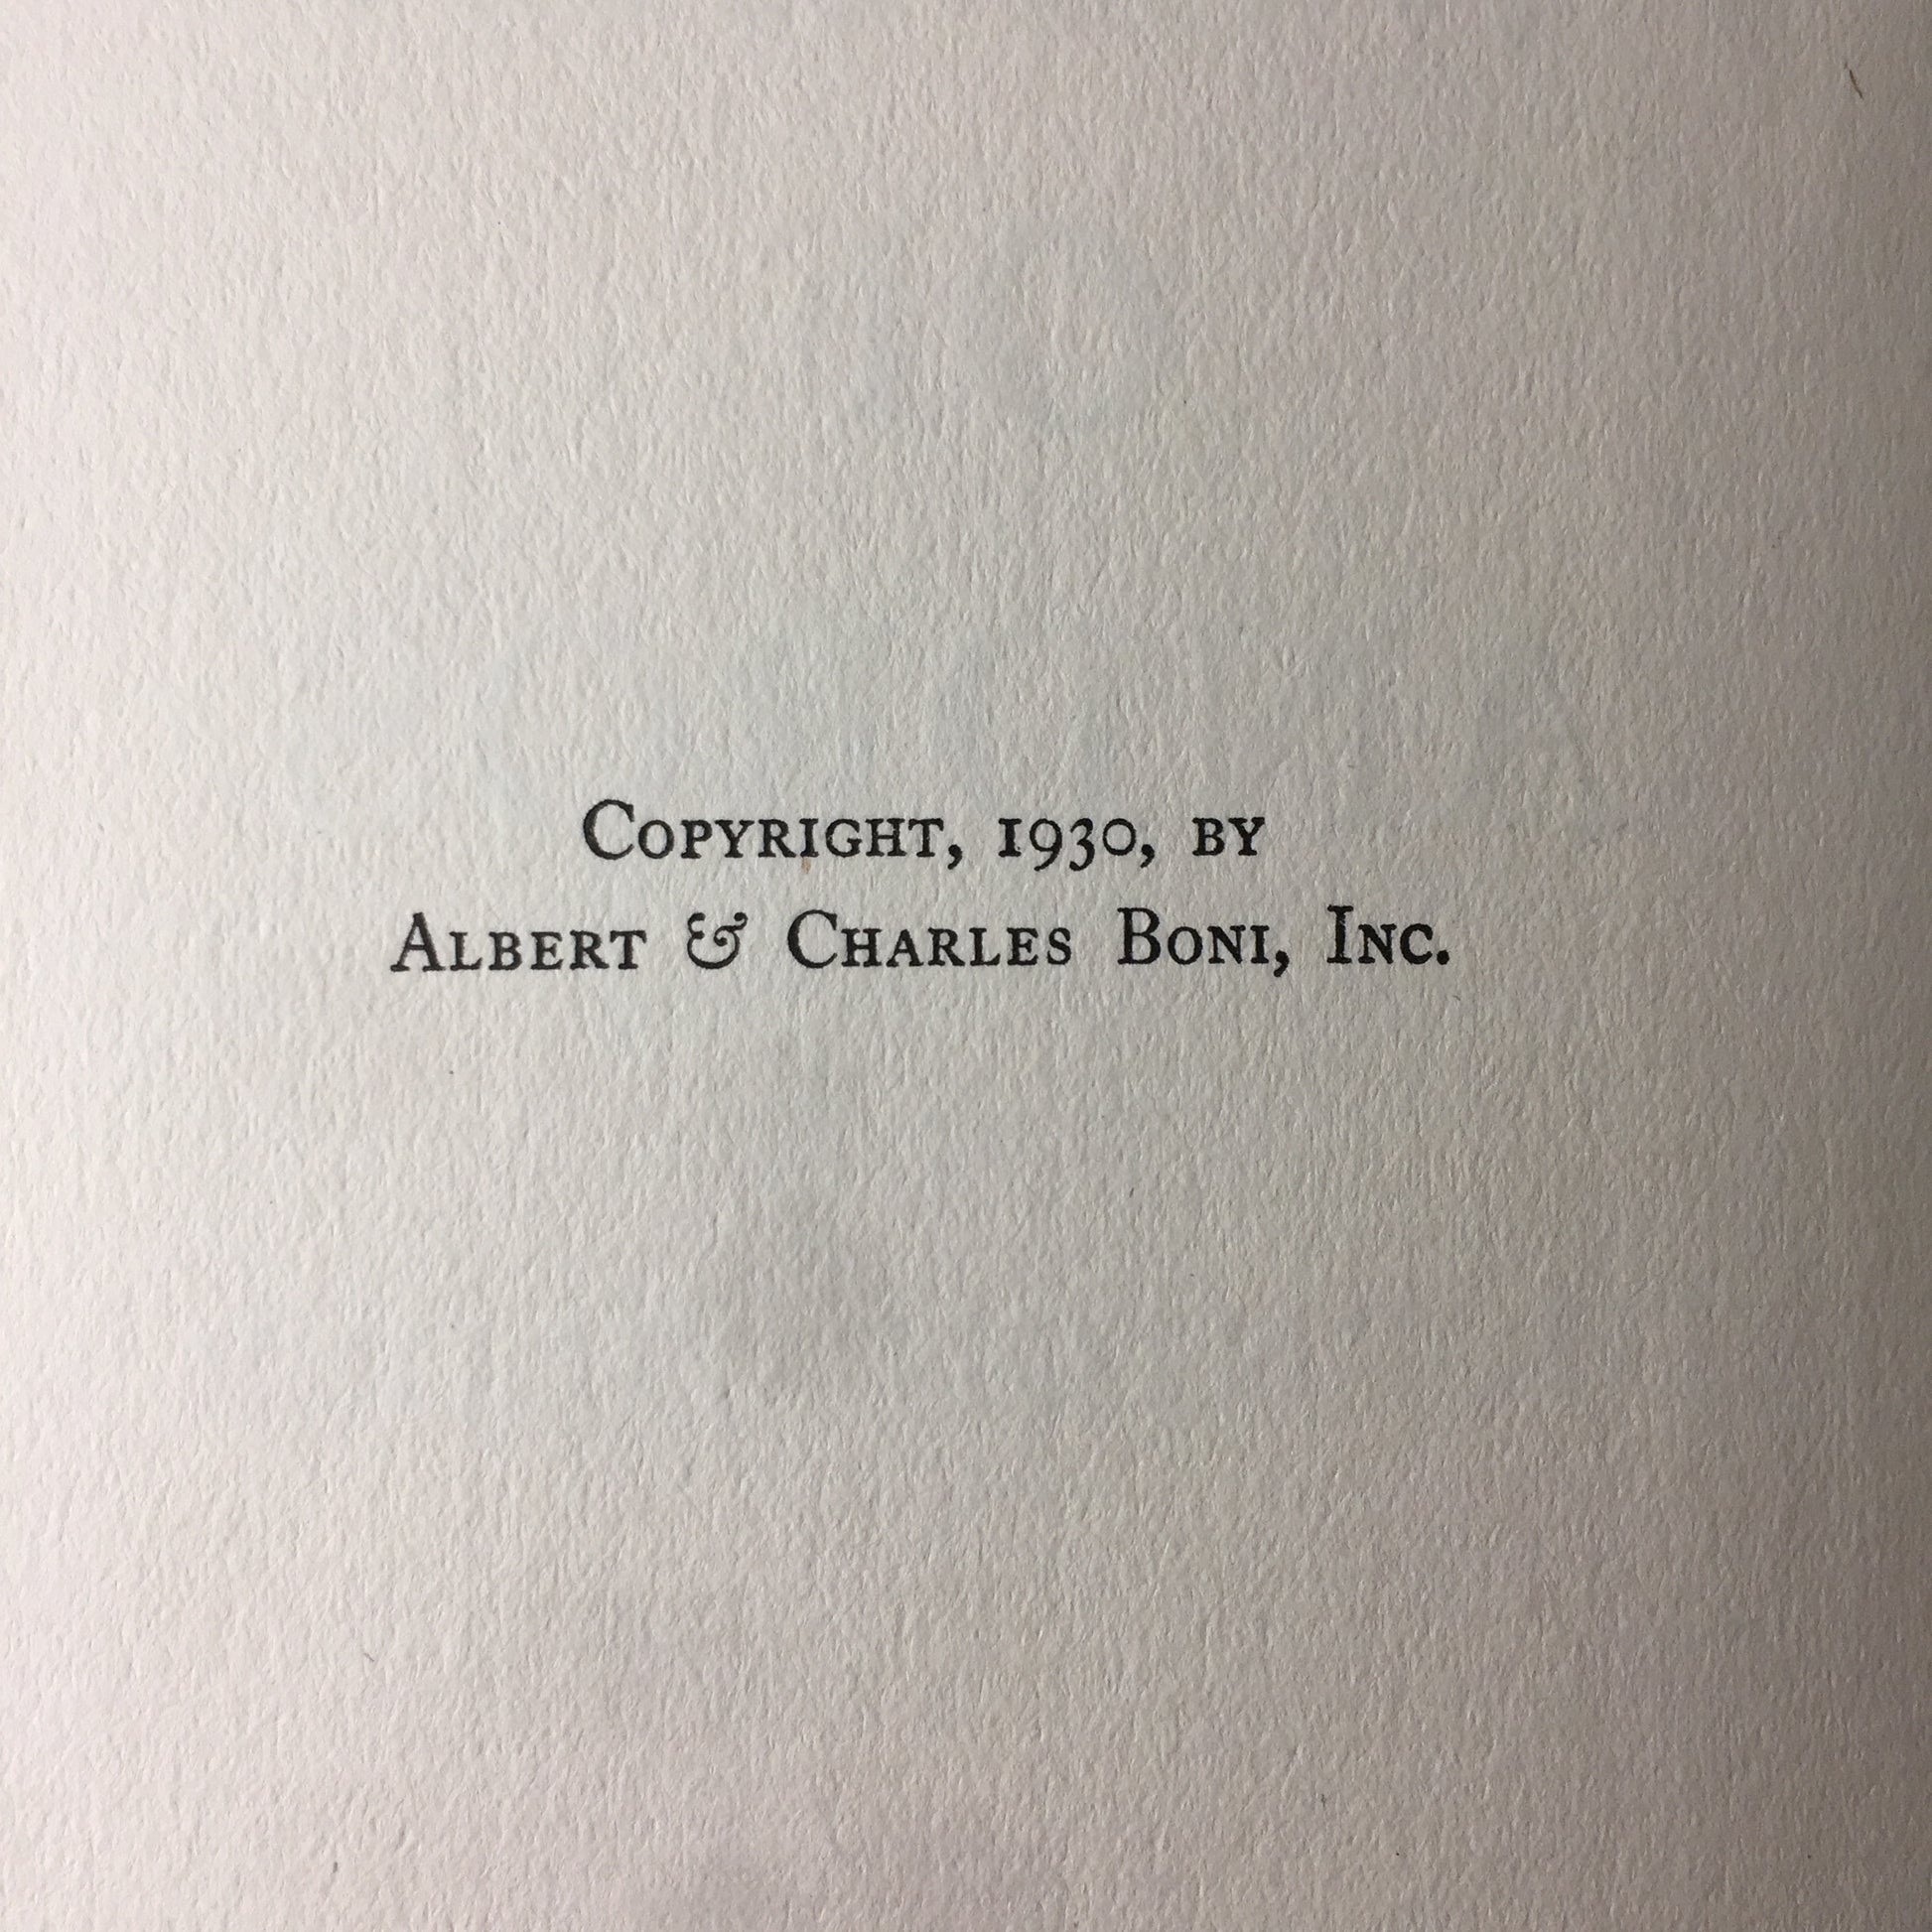 Copyright, 1930, by
Albert & Charles Boni, Inc.